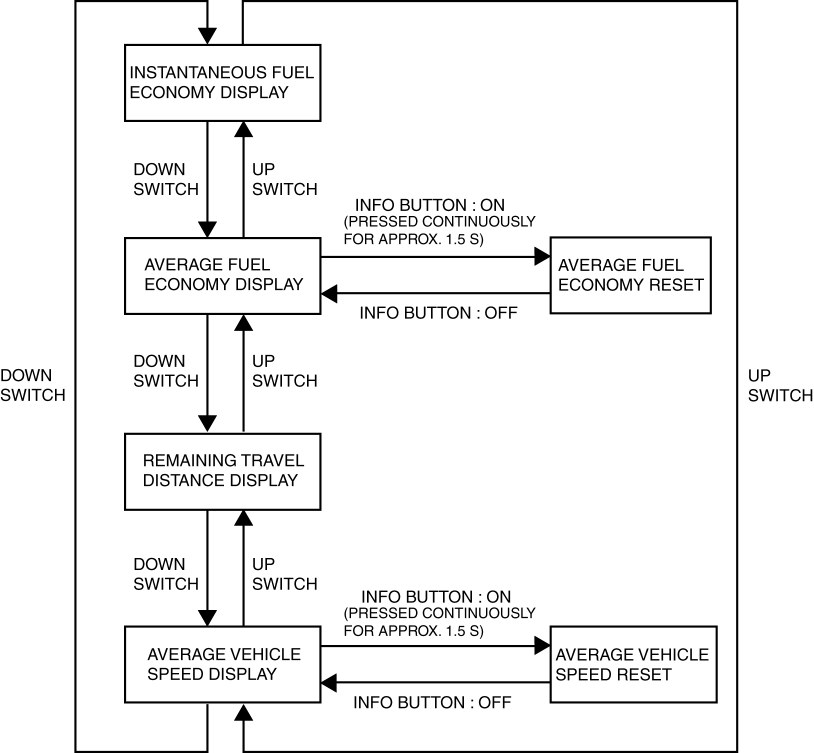 INSTANTANEOUS FUEL
ECONOMY DISPLAY
DOWN
SWITCH
UP
SWITCH
INFO BUTTON : ON
(PRESSED CONTINUOUSLY
FOR APPROX. 1.5 S)
AVERAGE FUEL
ECONOMY DISPLAY
AVERAGE FUEL
ECONOMY RESET
INFO BUTTON : OFF
DOWN
SWITCH
DOWN
SWITCH
UP
SWITCH
UP
SWITCH
REMAINING TRAVEL
DISTANCE DISPLAY
DOWN
SWITCH
UP
SWITCH
INFO BUTTON : ON
(PRESSED CONTINUOUSLY
FOR APPROX. 1.5 S)
AVERAGE VEHICLE
SPEED DISPLAY
AVERAGE VEHICLE
SPEED RESET
INFO BUTTON : OFF